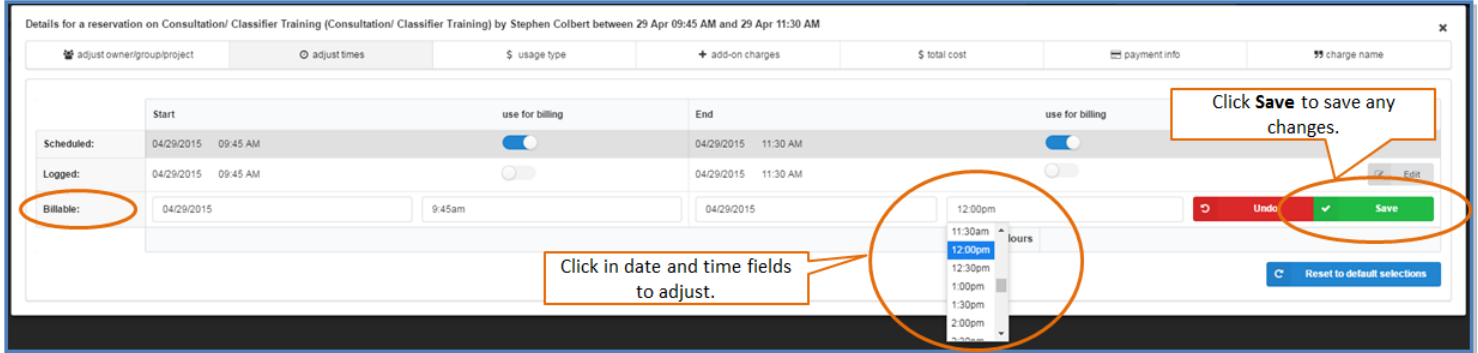 Details for a reservation on Consultation/ Classifier Training (Consultation/ Classifier Training) by Stephen Colbert between 29 Apr 09:45 AM and 29 Apr 11:30 AM
adjust owner/group/project adjust times $ usage type + add-on charges $ total cost payment info charge name
Start use for billing End use for billing
Scheduled: 04/29/2015 09:45 AM 04/29/2015 11:30 AM
Logged: 04/29/2015 09:45 AM 04/29/2015 11:30 AM Edit
Billable: 04/29/2015 9:45am 04/29/2015 12:00pm Undo Save
11:30am
12:00pm
12:30pm
1:00pm
1:30pm
2:00pm
2:30pm
Reset to default selections
Click Save to save any
changes.
Click in date and time fields
to adjust.